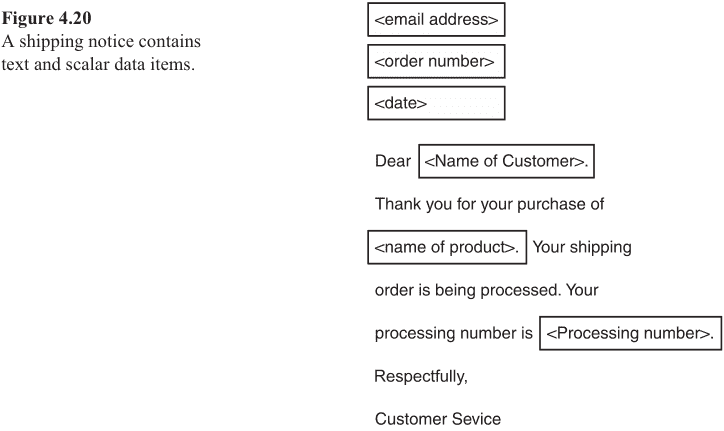 Figure 4.20
A shipping notice contains
text and scalar data items.
<email address>
<order number>
<date>
Dear <Name of Customer>.
Thank you for your purchase of
<name of product>. Your shipping
order is being processed. Your
processing number is <Processing number>.
Respectfully,
Customer Sevice